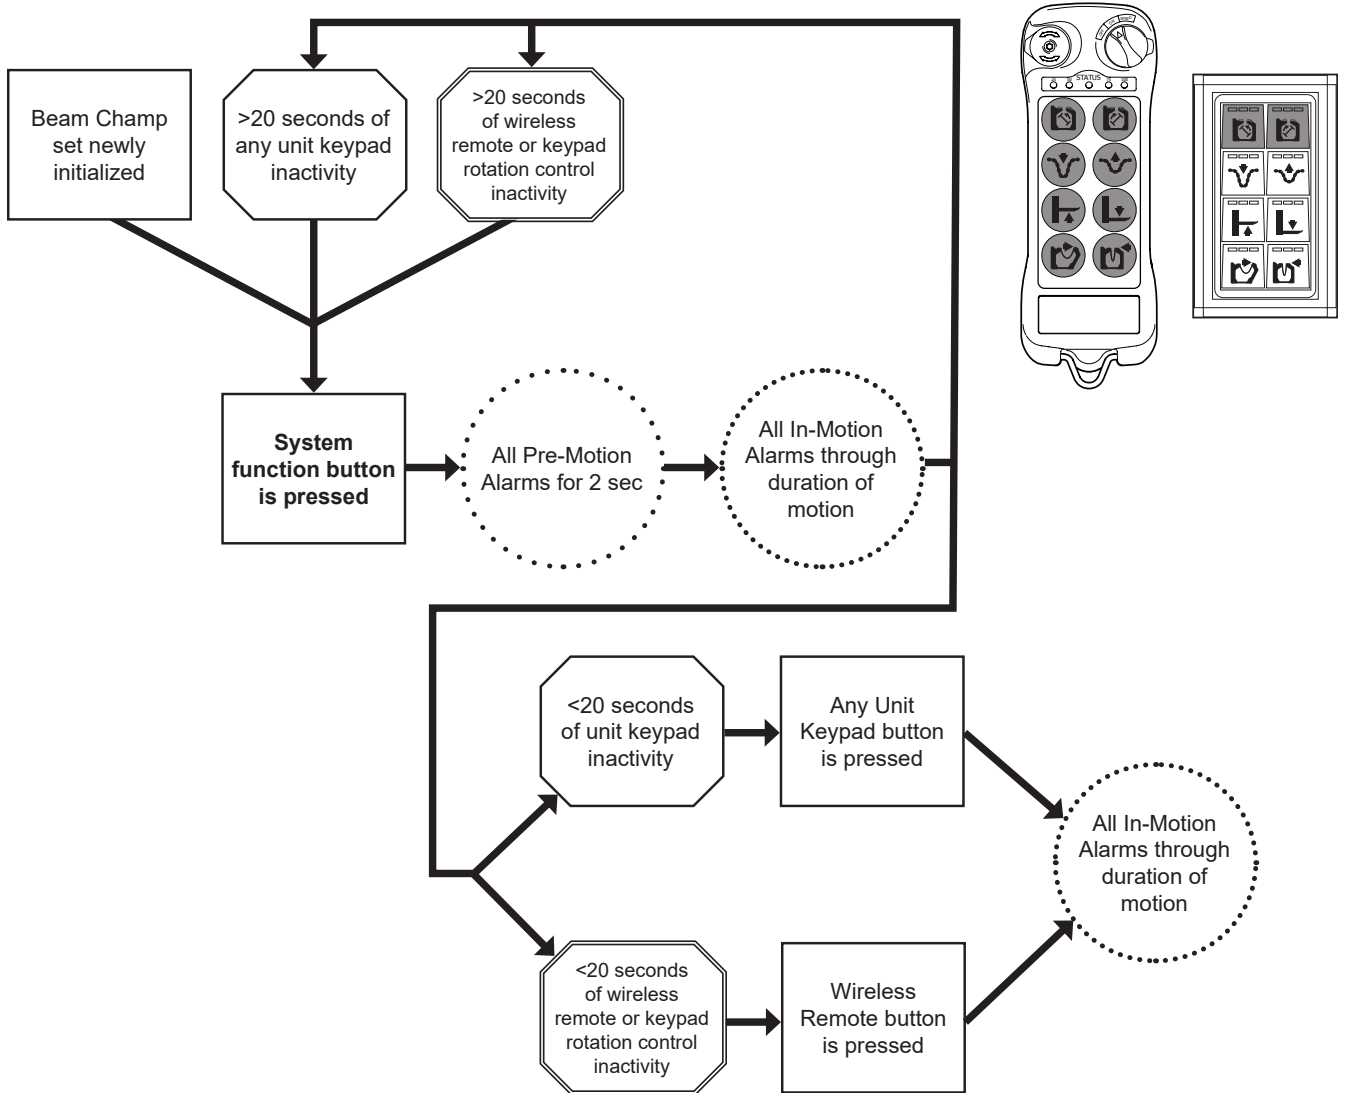 Beam Champ
set newly
initialized
>20 seconds of
any unit keypad
inactivity
>20 seconds
of wireless
remote or keypad
rotation control
inactivity
STATUS
System
function button
is pressed
All Pre-Motion
Alarms for 2 sec
All In-Motion
Alarms through
duration of
motion
<20 seconds
of unit keypad
inactivity
Any Unit
Keypad button
is pressed
All In-Motion
Alarms through
duration of
motion
<20 seconds
of wireless
remote or keypad
rotation control
inactivity
Wireless
Remote button
is pressed